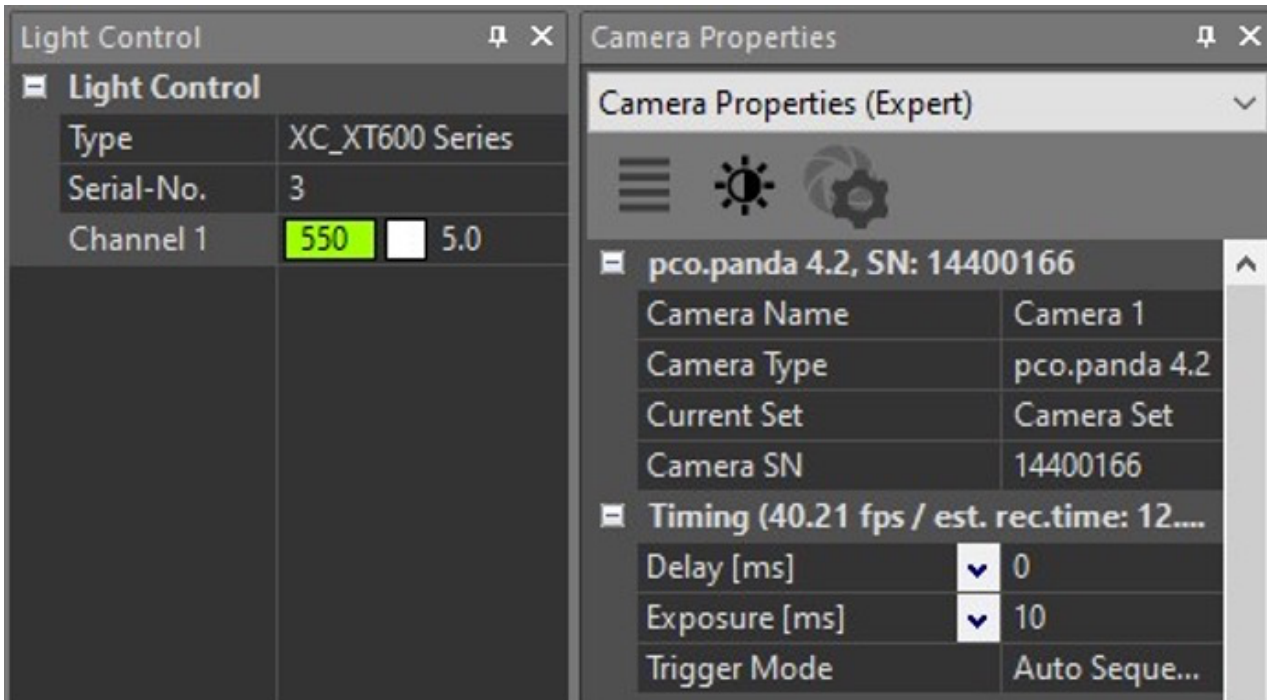 Light Control
Light Control
Type XC_XT600 Series
Serial-No. 3
Channel 1 550 5.0
Camera Properties
Camera Properties (Expert)
pco.panda 4.2, SN: 14400166
Camera Name Camera 1
Camera Type pco.panda 4.2
Current Set Camera Set
Camera SN 14400166
Timing (40.21 fps / est. rec.time: 12....
Delay [ms] 0
Exposure [ms] 10
Trigger Mode Auto Seque...